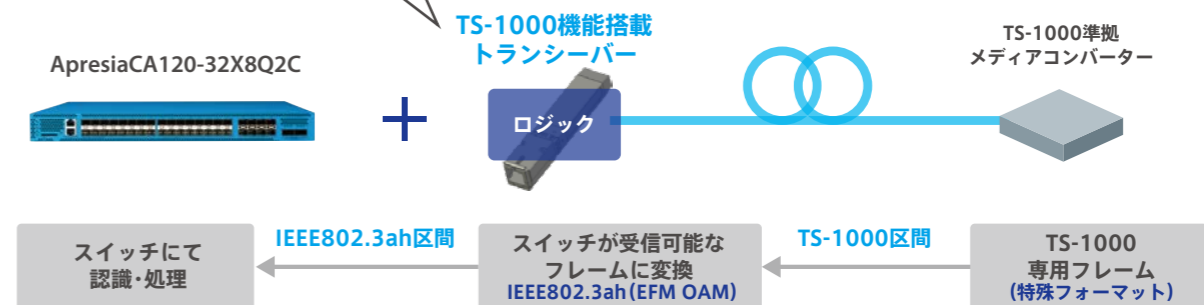 TS-1000機能搭載
トランシーバー
TS-1000準拠
メディアコンバーター
ApresiaCA120-32X8Q2C
+
ロジック
スイッチにて
認識・処理
IEEE802.3ah区間
スイッチが受信可能な
フレームに変換
IEEE802.3ah(EFM OAM)
TS-1000区間
TS-1000
専用フレーム
(特殊フォーマット)